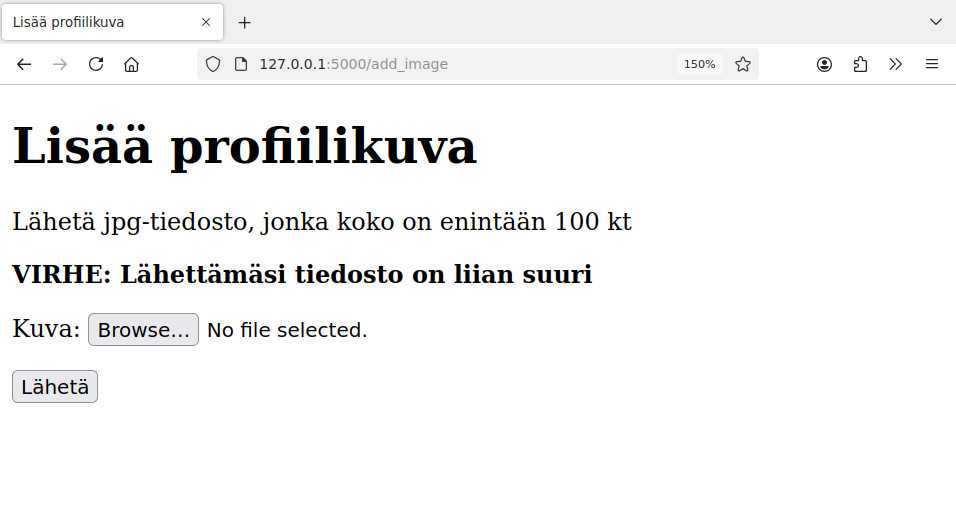 Lisää profiilikuva
127.0.0.1:5000/add_image
150%
Lisää profiilikuva
Lähetä jpg-tiedosto, jonka koko on enintään 100 kt
VIRHE: Lähettämäsi tiedosto on liian suuri
Kuva: Browse... No file selected.
Lähetä